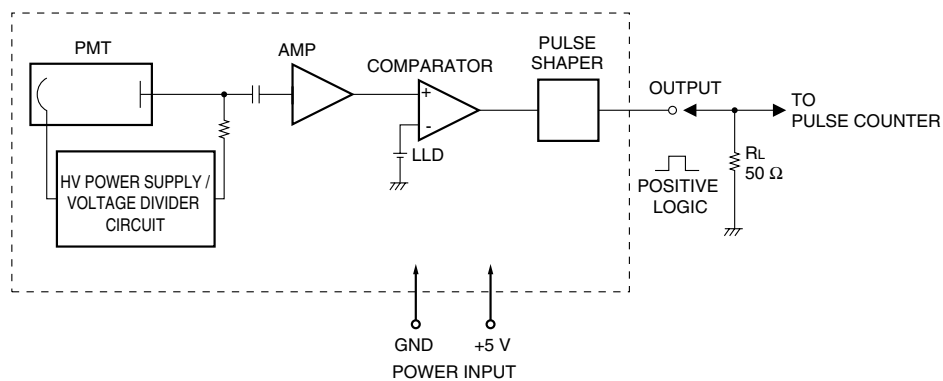 PMT
AMP
COMPARATOR
PULSE
SHAPER
OUTPUT
TO
PULSE COUNTER
+
-
LLD
HV POWER SUPPLY /
VOLTAGE DIVIDER
CIRCUIT
POSITIVE
LOGIC
RL
50 Ω
GND
+5 V
POWER INPUT